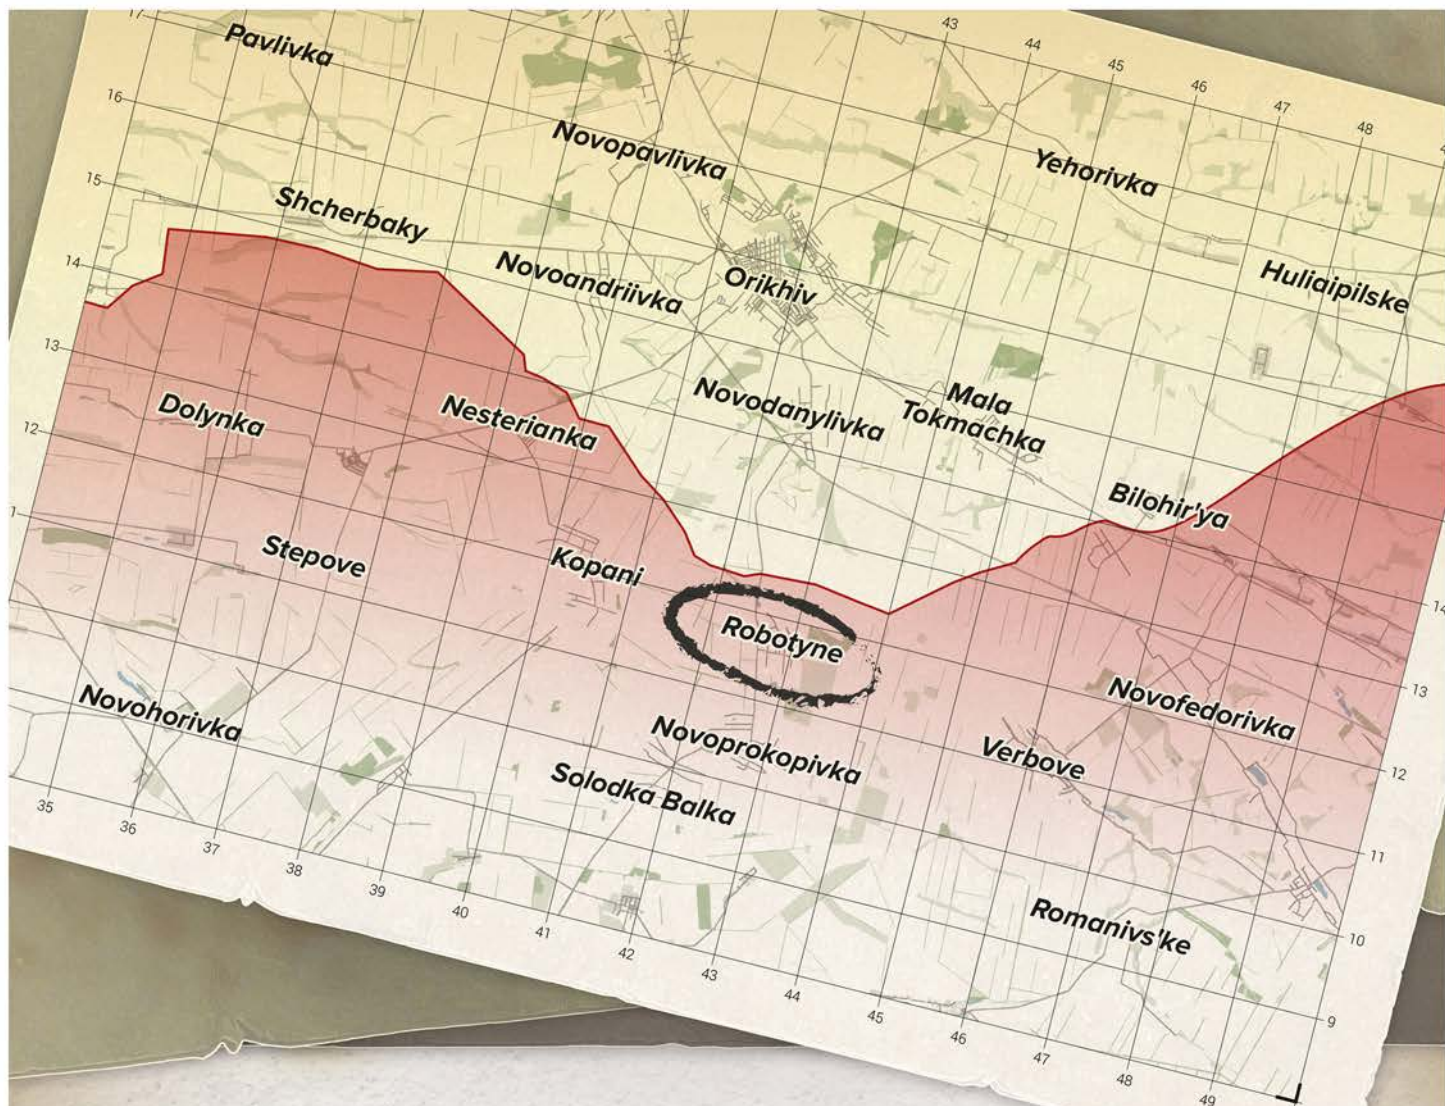 17
43
44
45
46
47
48
Pavlivka
16
Novopavlivka
Yehorivka
15
Shcherbaky
Novoandriivka
Orikhiv
Huliaipilske
14
13
Dolynka
Nesterianka
Novodanylivka
Mala
Tokmachka
12
Bilohir'ya
Stepove
Kopani
14
Robotyne
13
Novohorivka
Novoprokopivka
Verbove
Novofedorivka
12
Solodka Balka
11
Romanivs'ke
10
9
35
36
37
38
39
40
41
42
43
44
45
46
47
48
49